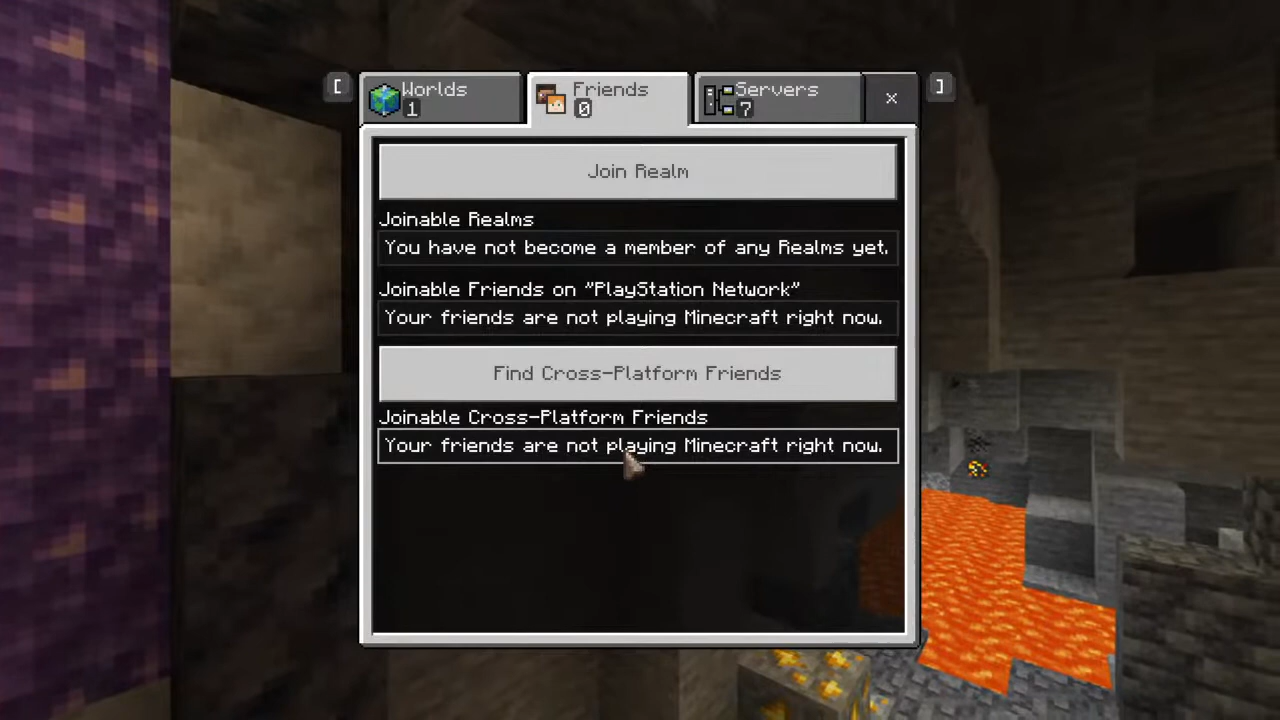 [
Worlds
1
Friends
0
Servers
7
]
Join Realm
Joinable Realms
You have not become a member of any Realms yet.
Joinable Friends on "PlayStation Network"
Your friends are not playing Minecraft right now.
Find Cross-Platform Friends
Joinable Cross-Platform Friends
Your friends are not playing Minecraft right now.